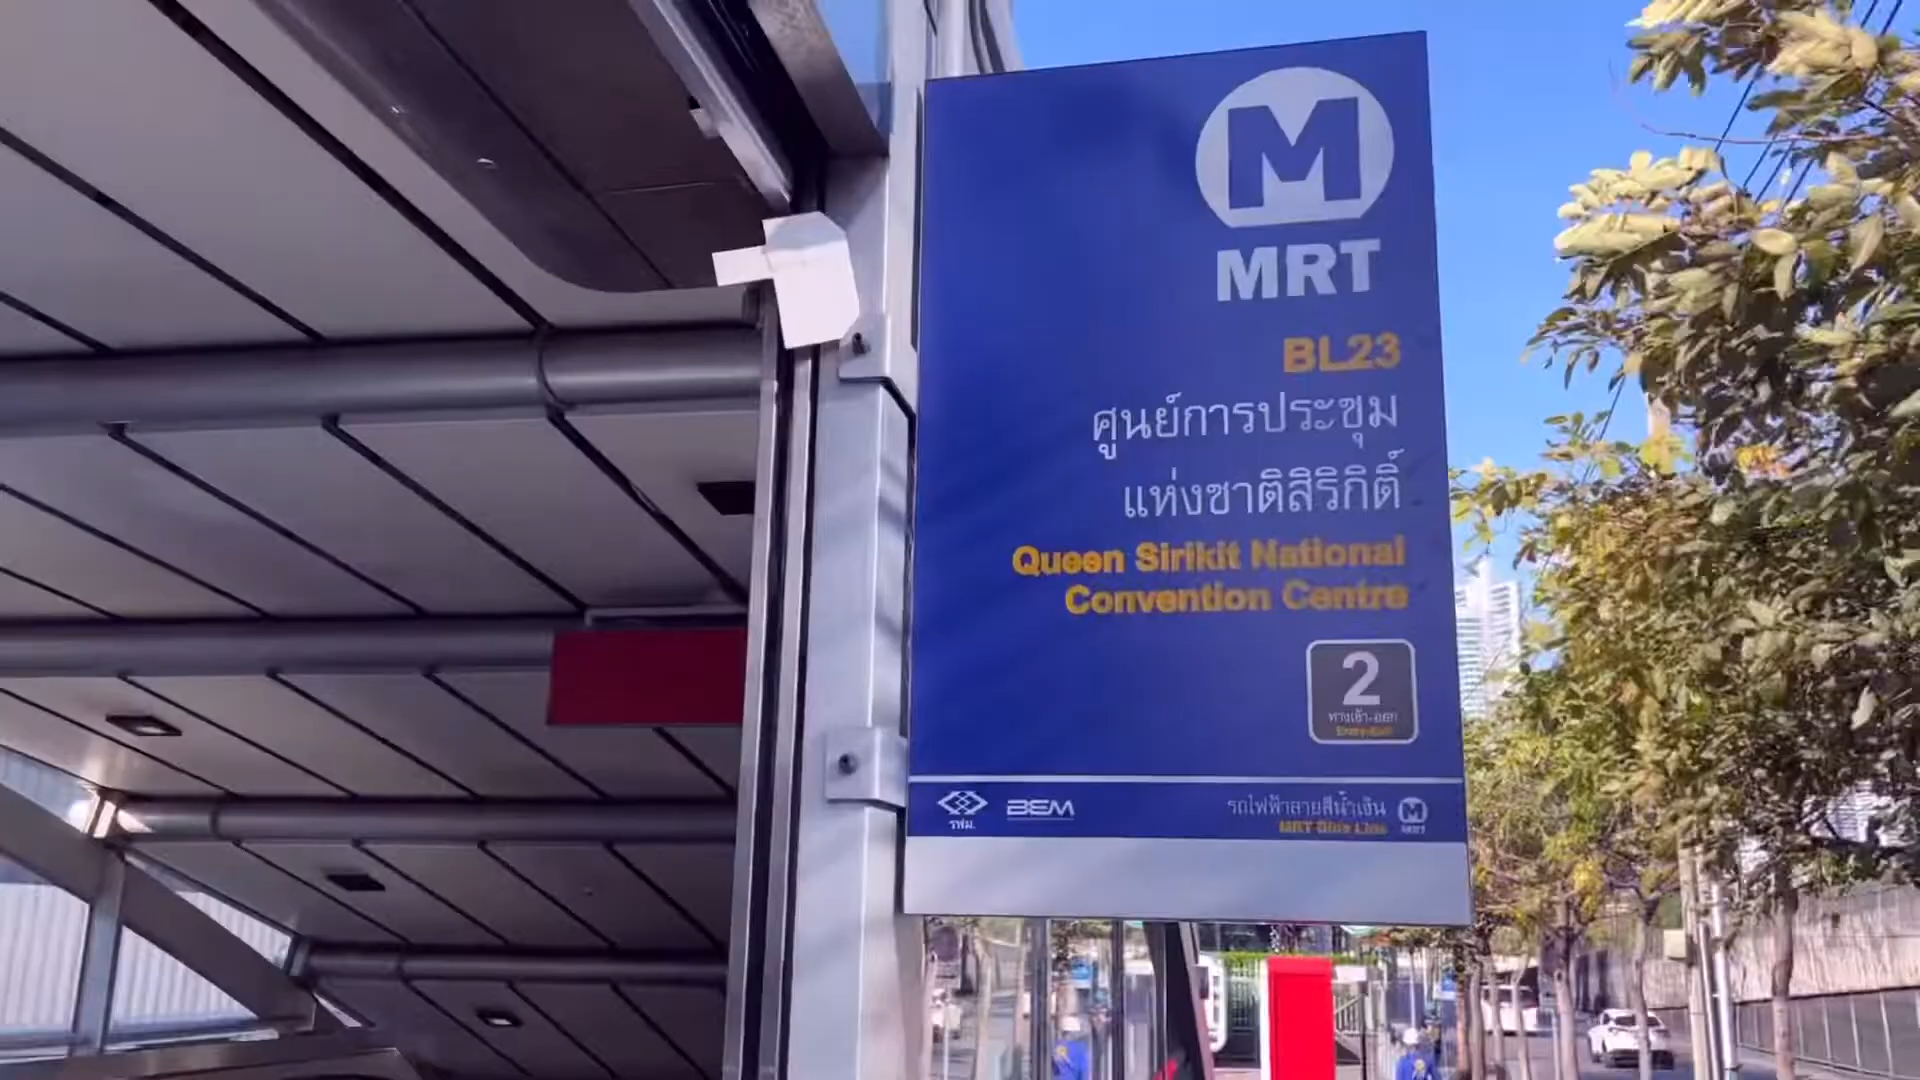 M
MRT
BL23
ศูนย์การประชุม
แห่งชาติสิริกิติ์
Queen Sirikit National
Convention Centre
2
ทางเข้า-ออก
Entry-Exit
รฟม.
BEM
รถไฟฟ้าสายสีน้ำเงิน
MRT Blue Line
MRT